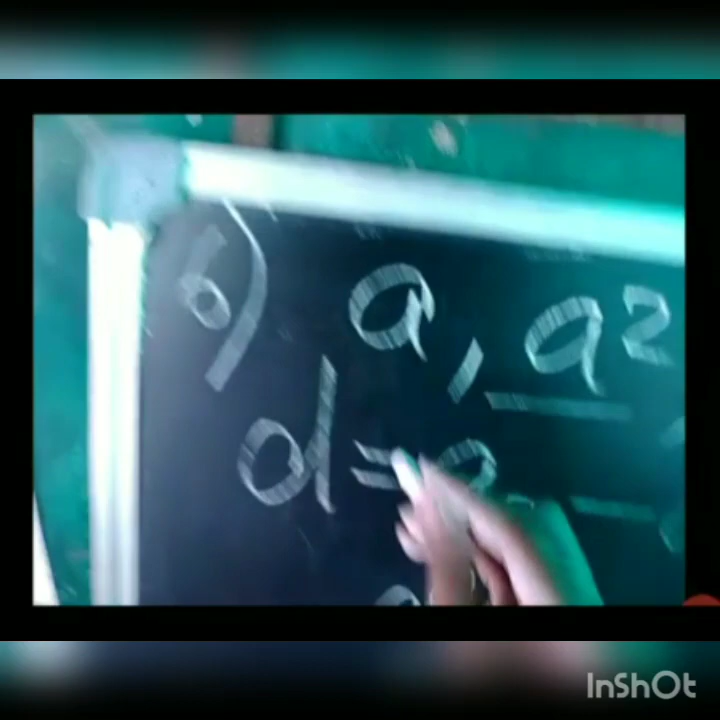 6) a, a²
d = a
InShOt